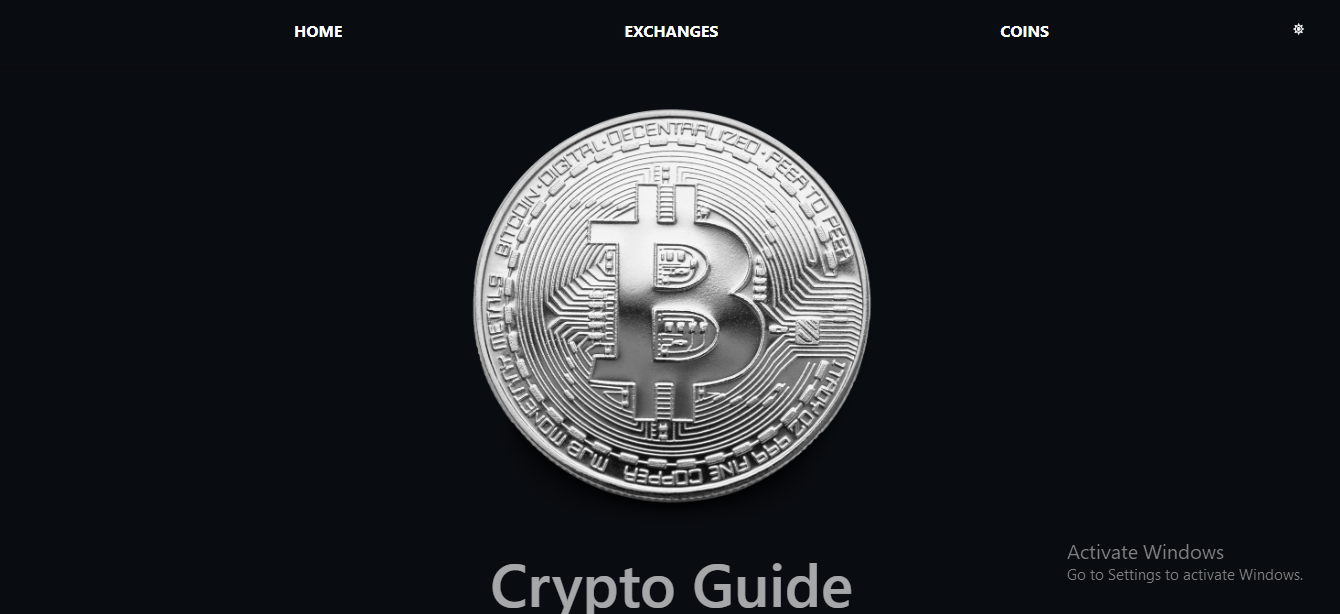 HOME
EXCHANGES
COINS
BITCOIN · DIGITAL · DECENTRALIZED · PEER TO PEER
1 TROY OZ 999 FINE COPPER
MJB MONETARY METALS
Crypto Guide
Activate Windows
Go to Settings to activate Windows.